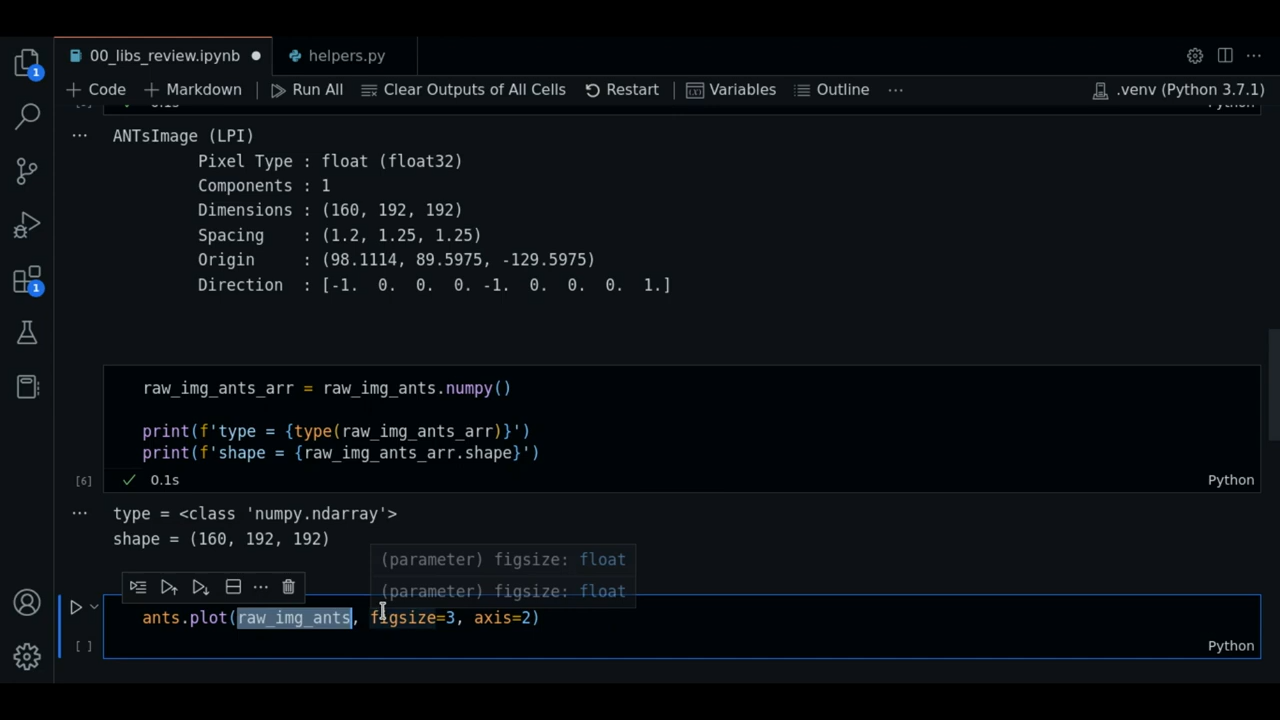 00_libs_review.ipynb
helpers.py
1
Code Markdown Run All Clear Outputs of All Cells Restart Variables Outline ··· .venv (Python 3.7.1)
ANTsImage (LPI)
Pixel Type : float (float32)
Components : 1
Dimensions : (160, 192, 192)
Spacing : (1.2, 1.25, 1.25)
Origin : (98.1114, 89.5975, -129.5975)
Direction : [-1. 0. 0. 0. -1. 0. 0. 0. 1.]
1
raw_img_ants_arr = raw_img_ants.numpy()
print(f'type = {type(raw_img_ants_arr)}')
print(f'shape = {raw_img_ants_arr.shape}')
[6] 0.1s Python
type = <class 'numpy.ndarray'>
shape = (160, 192, 192)
(parameter) figsize: float
(parameter) figsize: float
ants.plot(raw_img_ants, figsize=3, axis=2)
[ ] Python